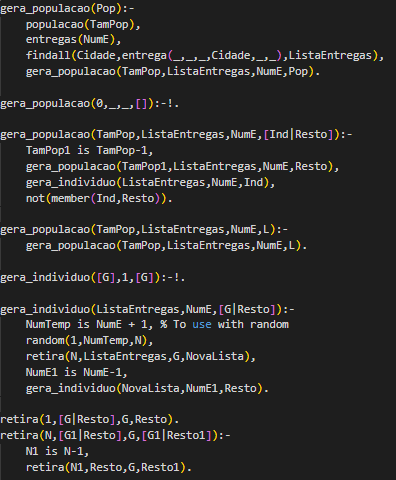 gera_populacao(Pop):-
populacao(TamPop),
entregas(NumE),
findall(Cidade,entrega(_,_,_,Cidade,_,_),ListaEntregas),
gera_populacao(TamPop,ListaEntregas,NumE,Pop).
gera_populacao(0,_,_,[]):-!.
gera_populacao(TamPop,ListaEntregas,NumE,[Ind|Resto]):-
TamPop1 is TamPop-1,
gera_populacao(TamPop1,ListaEntregas,NumE,Resto),
gera_individuo(ListaEntregas,NumE,Ind),
not(member(Ind,Resto)).
gera_populacao(TamPop,ListaEntregas,NumE,L):-
gera_populacao(TamPop,ListaEntregas,NumE,L).
gera_individuo([G],1,[G]):-!.
gera_individuo(ListaEntregas,NumE,[G|Resto]):-
NumTemp is NumE + 1, % To use with random
random(1,NumTemp,N),
retira(N,ListaEntregas,G,NovaLista),
NumE1 is NumE-1,
gera_individuo(NovaLista,NumE1,Resto).
retira(1,[G|Resto],G,Resto).
retira(N,[G1|Resto],G,[G1|Resto1]):-
N1 is N-1,
retira(N1,Resto,G,Resto1).